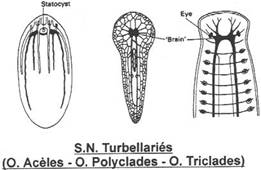 Statocyst
Eye
'Brain'
S.N. Turbellariés
(O. Acèles - O. Polyclades - O. Triclades)